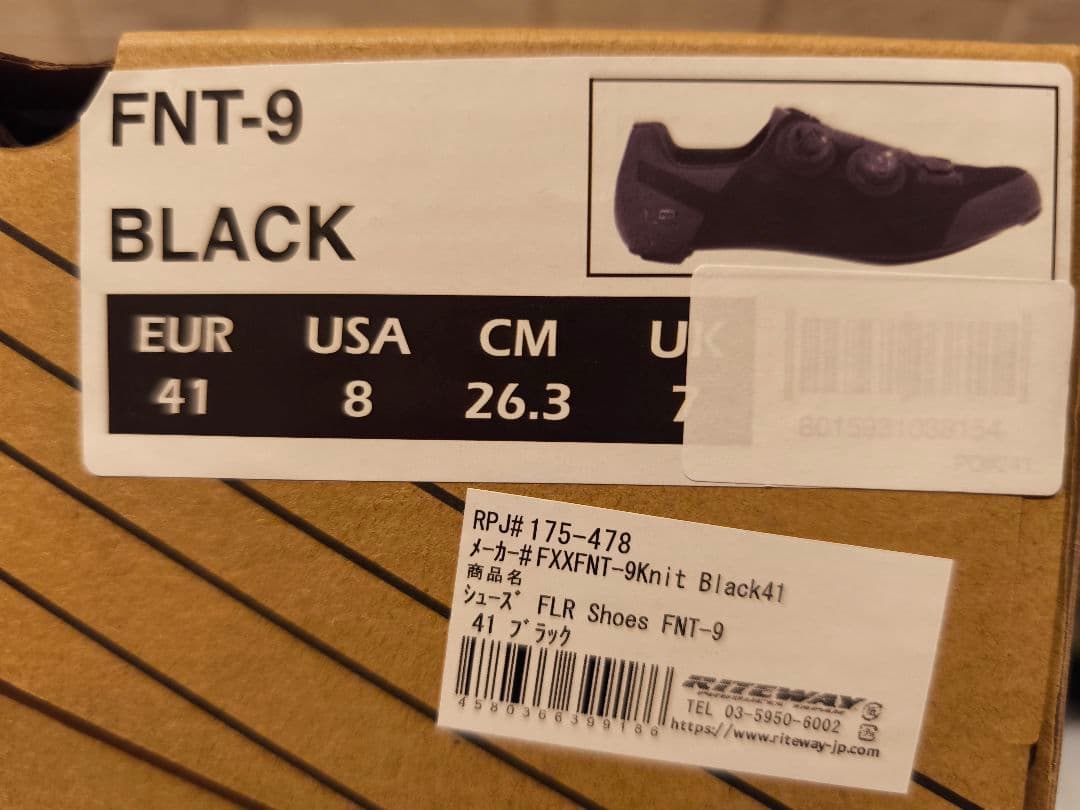 FNT-9
BLACK
EUR USA CM UK
41 8 26.3 7
RPJ#175-478
メーカー#FXXFNT-9Knit Black41
商品名
シューズ FLR Shoes FNT-9
41 ブラック
4580366399186
RITEWAY
TEL 03-5950-6002
https://www.riteway-jp.com